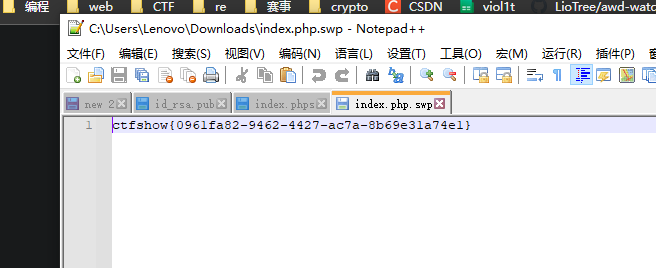 编程 web CTF re 赛事 crypto CSDN viol1t LioTree/awd-watc
C:\Users\Lenovo\Downloads\index.php.swp - Notepad++
文件(F) 编辑(E) 搜索(S) 视图(V) 编码(N) 语言(L) 设置(T) 工具(O) 宏(M) 运行(R) 插件(P)
new 2 id_rsa.pub index.phps index.php.swp
1 ctfshow{0961fa82-9462-4427-ac7a-8b69e31a74e1}